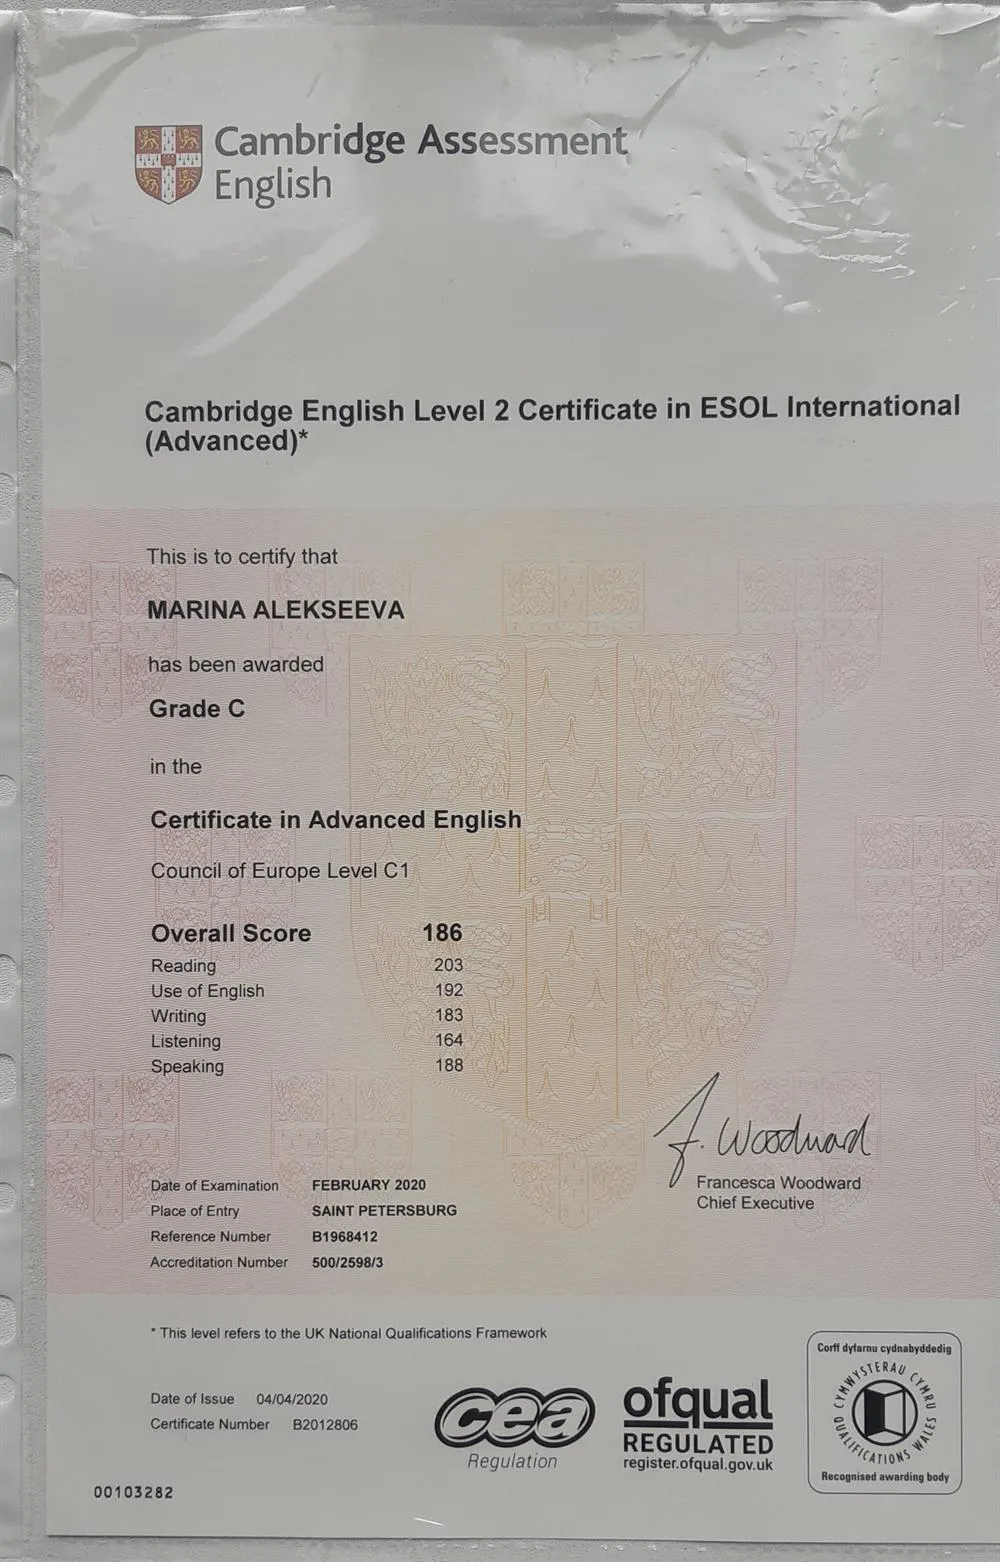 Cambridge Assessment
English
Cambridge English Level 2 Certificate in ESOL International
(Advanced)*
This is to certify that
MARINA ALEKSEEVA
has been awarded
Grade C
in the
Certificate in Advanced English
Council of Europe Level C1
Overall Score 186
Reading 203
Use of English 192
Writing 183
Listening 164
Speaking 188
F. Woodward
Francesca Woodward
Chief Executive
Date of Examination FEBRUARY 2020
Place of Entry SAINT PETERSBURG
Reference Number B1968412
Accreditation Number 500/2598/3
* This level refers to the UK National Qualifications Framework
Date of Issue 04/04/2020
Certificate Number B2012806
cea
Regulation
ofqual
REGULATED
register.ofqual.gov.uk
Corff dyfarnu cydnabyddedig
CYMWYSTERAU CYMRU
QUALIFICATIONS WALES
Recognised awarding body
00103282